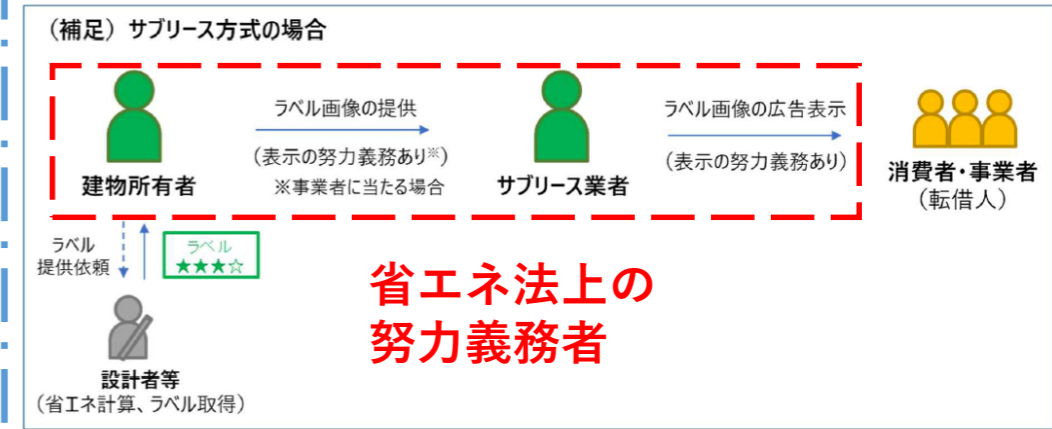 （補足）サブリース方式の場合
ラベル画像の提供
（表示の努力義務あり※）
※事業者に当たる場合
ラベル画像の広告表示
（表示の努力義務あり）
建物所有者
サブリース業者
消費者・事業者
（転借人）
ラベル
提供依頼
ラベル
★★★☆
省エネ法上の
努力義務者
設計者等
（省エネ計算、ラベル取得）